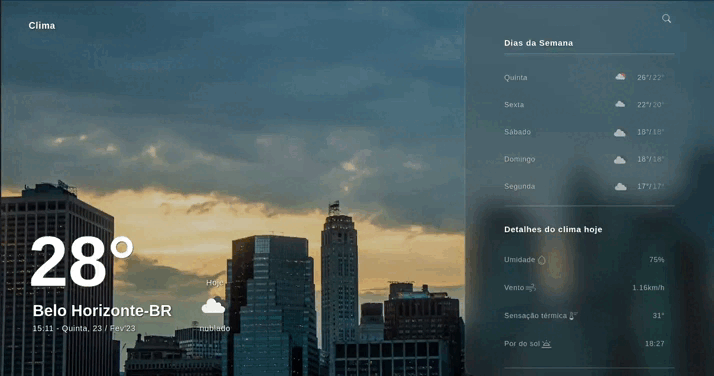 Clima
28°
Belo Horizonte-BR
15:11 - Quinta, 23 / Fev'23
Hoje
nublado
Dias da Semana
Quinta 26°/22°
Sexta 22°/20°
Sábado 18°/18°
Domingo 18°/18°
Segunda 17°/17°
Detalhes do clima hoje
Umidade 75%
Vento 1.16km/h
Sensação térmica 31°
Por do sol 18:27